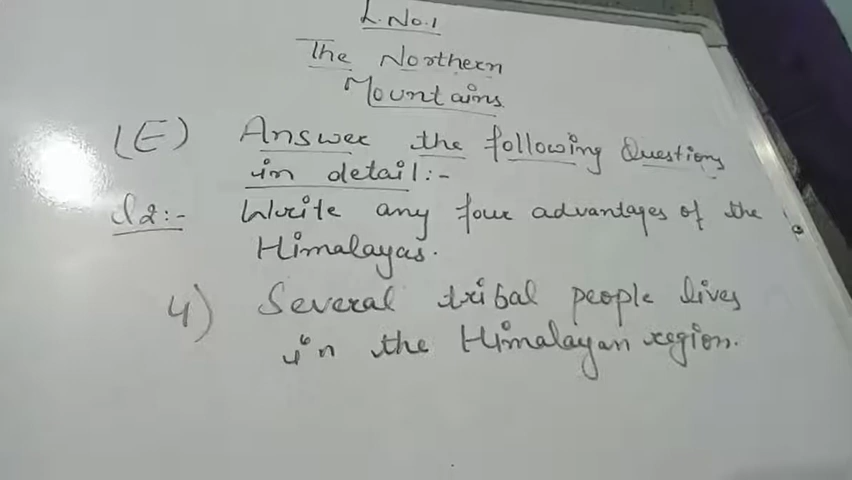 L.No.1
The Northern
Mountains
(E) Answer the following Questions
in detail:-
Q2:- Write any four advantages of the
Himalayas.
4) Several tribal people lives
in the Himalayan region.